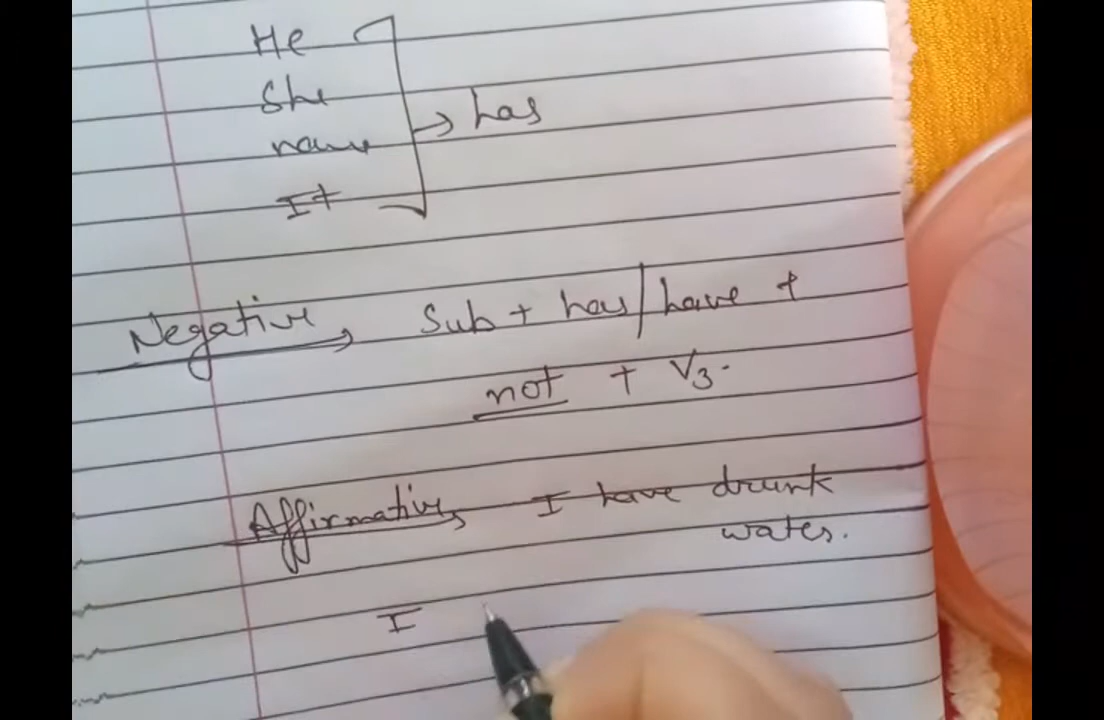 He
She
name
It
→ has
Negative → Sub + has/have +
not + V3.
Affirmative → I have drunk
water.
I